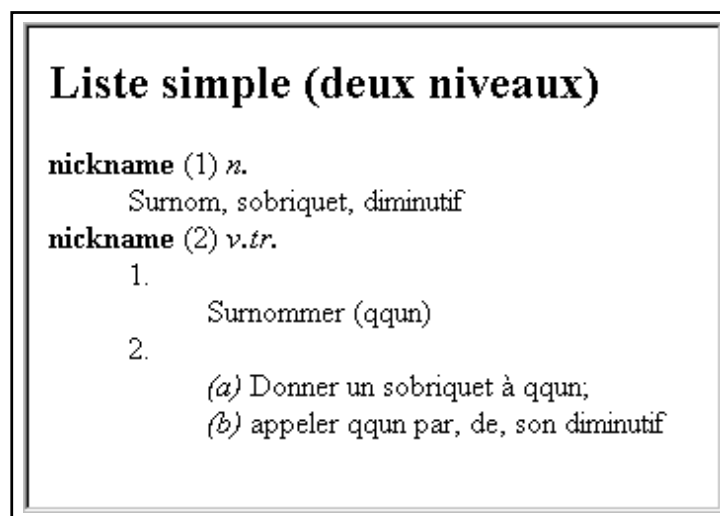 Liste simple (deux niveaux)
nickname (1) n.
Surnom, sobriquet, diminutif
nickname (2) v.tr.
1.
Surnommer (qqun)
2.
(a) Donner un sobriquet à qqun;
(b) appeler qqun par, de, son diminutif